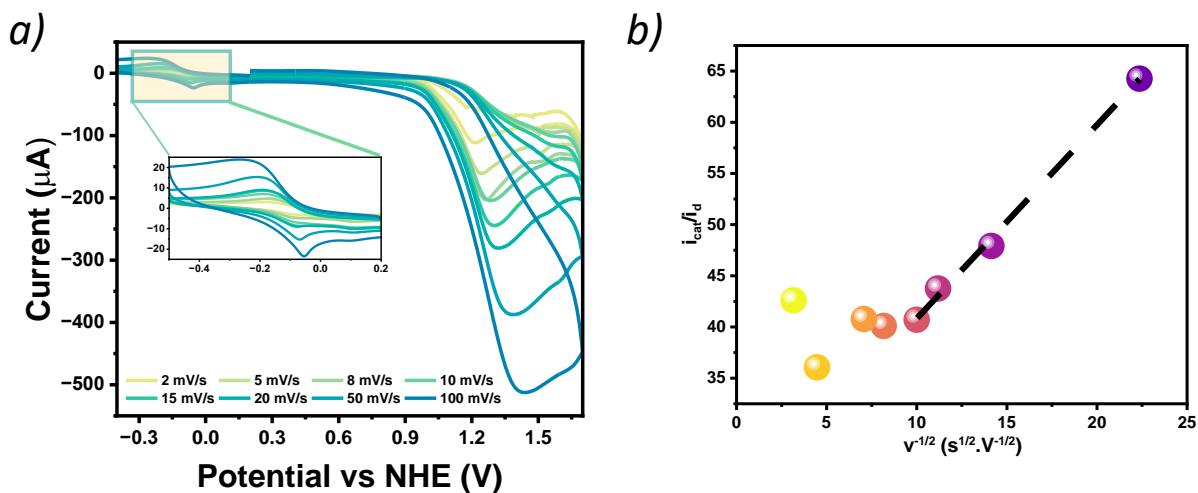 a)
Current (μA)
0
−100
−200
−300
−400
−500
20
10
0
−10
−20
−0.4
−0.2
0.0
0.2
2 mV/s
5 mV/s
8 mV/s
10 mV/s
15 mV/s
20 mV/s
50 mV/s
100 mV/s
−0.3
0.0
0.3
0.6
0.9
1.2
1.5
Potential vs NHE (V)
b)
i_cat/i_d
65
60
55
50
45
40
35
0
5
10
15
20
25
v^-1/2 (s^1/2.V^-1/2)